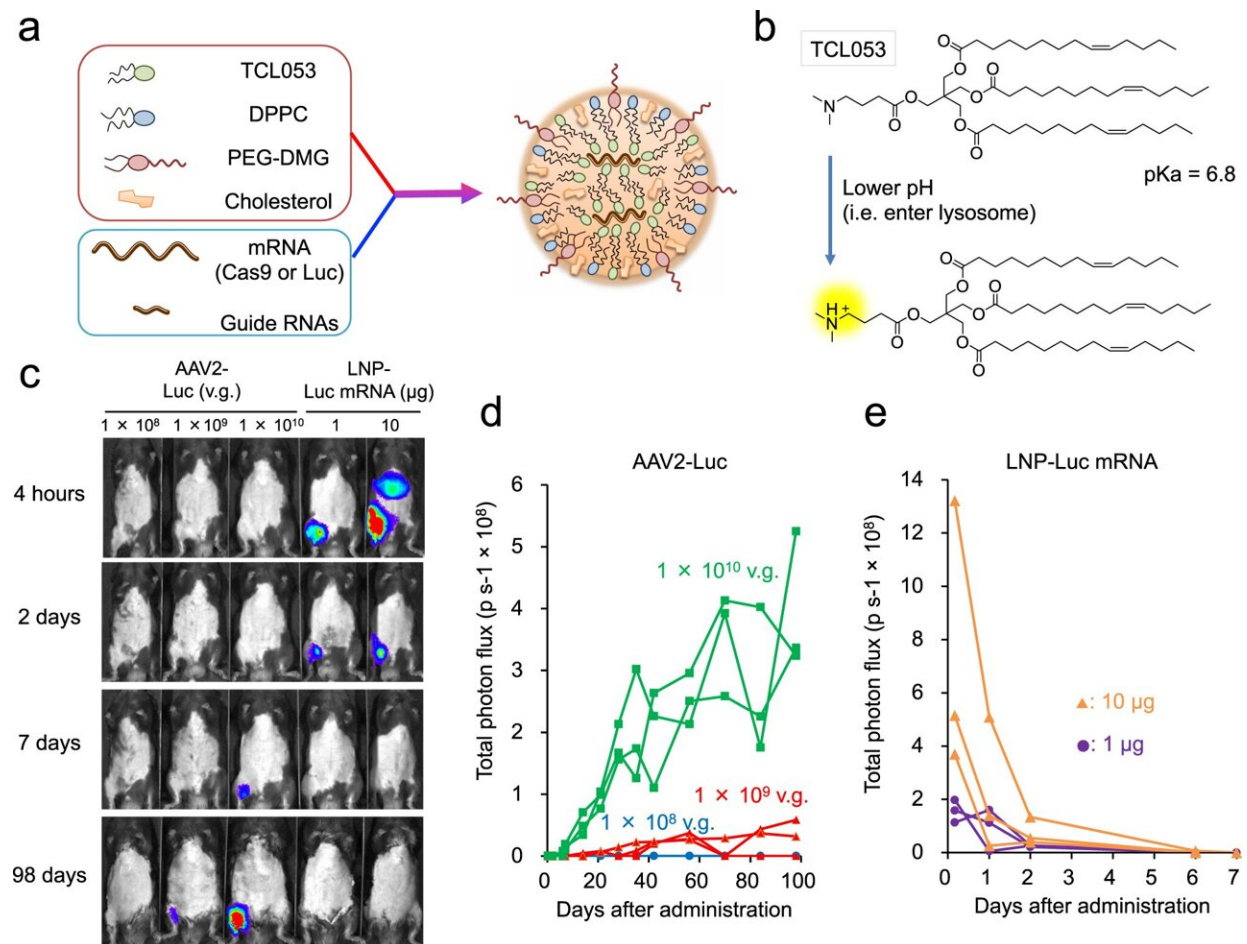 a
TCL053
DPPC
PEG-DMG
Cholesterol
mRNA
(Cas9 or Luc)
Guide RNAs
b
TCL053
O
O
O
O
O
N
O
O
O
pKa = 6.8
Lower pH
(i.e. enter lysosome)
O
O
O
O
H
+
N
O
O
O
O
c
AAV2-
Luc (v.g.)
LNP-
Luc mRNA (µg)
1 × 10⁸
1 × 10⁹
1 × 10¹⁰
1
10
4 hours
2 days
7 days
98 days
d
AAV2-Luc
Total photon flux (p s-1 × 10⁸)
6
5
4
3
2
1
0
1 × 10¹⁰ v.g.
1 × 10⁹ v.g.
1 × 10⁸ v.g.
0 20 40 60 80 100
Days after administration
e
LNP-Luc mRNA
Total photon flux (p s-1 × 10⁸)
14
12
10
8
6
4
2
0
: 10 µg
: 1 µg
0 1 2 3 4 5 6 7
Days after administration